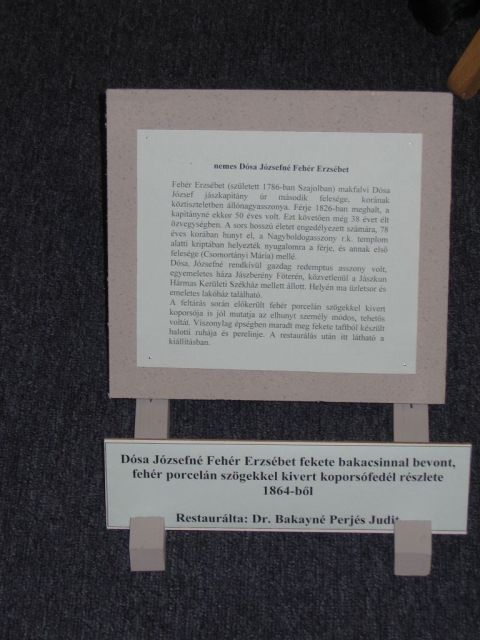 nemes Dósa Józsefné Fehér Erzsébet
Fehér Erzsébet (született 1786-ban Szajolban) makfalvi Dósa
József jászkapitány úr második felesége, korának
köztiszteletben állónagyasszonya. Férje 1826-ban meghalt, a
kapitányné ekkor 50 éves volt. Ezt követően még 38 évet élt
özvegységben. A sors hosszú életet engedélyezett számára, 78
éves korában hunyt el, a Nagyboldogasszony r.k. templom
alatti kriptában helyezték nyugalomra a férje, és annak első
felesége (Csomortányi Mária) mellé.
Dósa, Józsefné rendkívül gazdag redemptus asszony volt,
egyemeletes háza Jászberény Főterén, közvetlenül a Jászkun
Hármas Kerületi Székház mellett állott. Helyén ma üzletsor és
emeletes lakóház található.
A feltárás során előkerült fehér porcelán szögekkel kivert
koporsója is jól mutatja az elhunyt személy módos, tehetős
voltát. Viszonylag épségben maradt meg fekete taftból készült
halotti ruhája és perelinje. A restaurálás után itt látható a
kiállításban.
Dósa Józsefné Fehér Erzsébet fekete bakacsinnal bevont,
fehér porcelán szögekkel kivert koporsófedél részlete
1864-ből
Restaurálta: Dr. Bakayné Perjés Judit